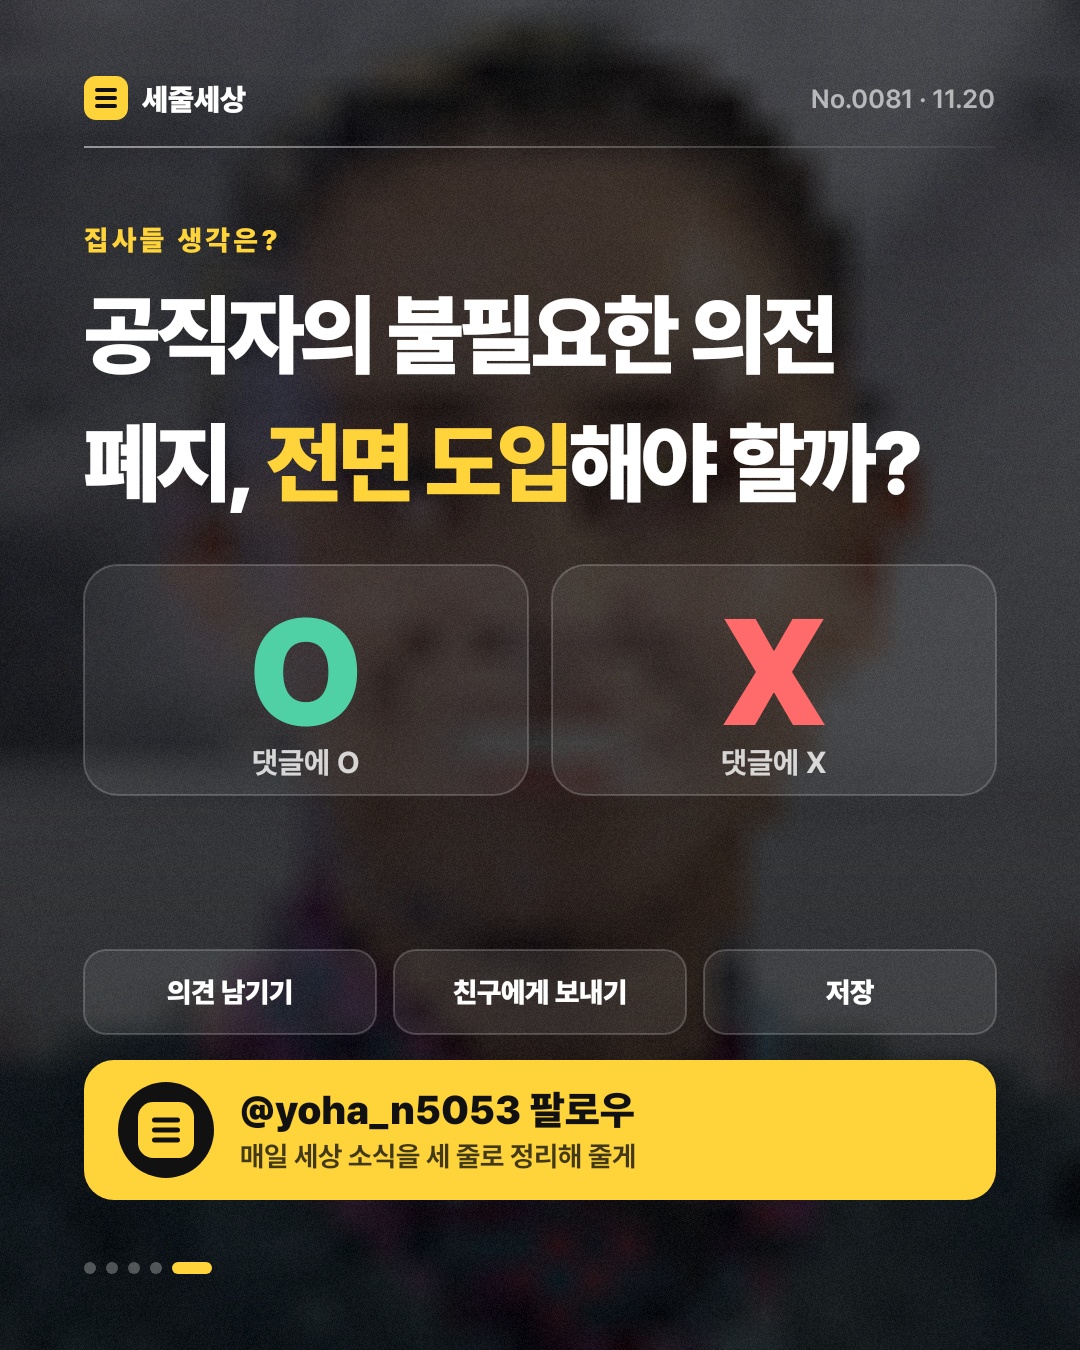 세줄세상
No.0081 · 11.20
집사들 생각은?
공직자의 불필요한 의전
폐지, 전면 도입해야 할까?
O
댓글에 O
X
댓글에 X
의견 남기기
친구에게 보내기
저장
@yoha_n5053 팔로우
매일 세상 소식을 세 줄로 정리해 줄게